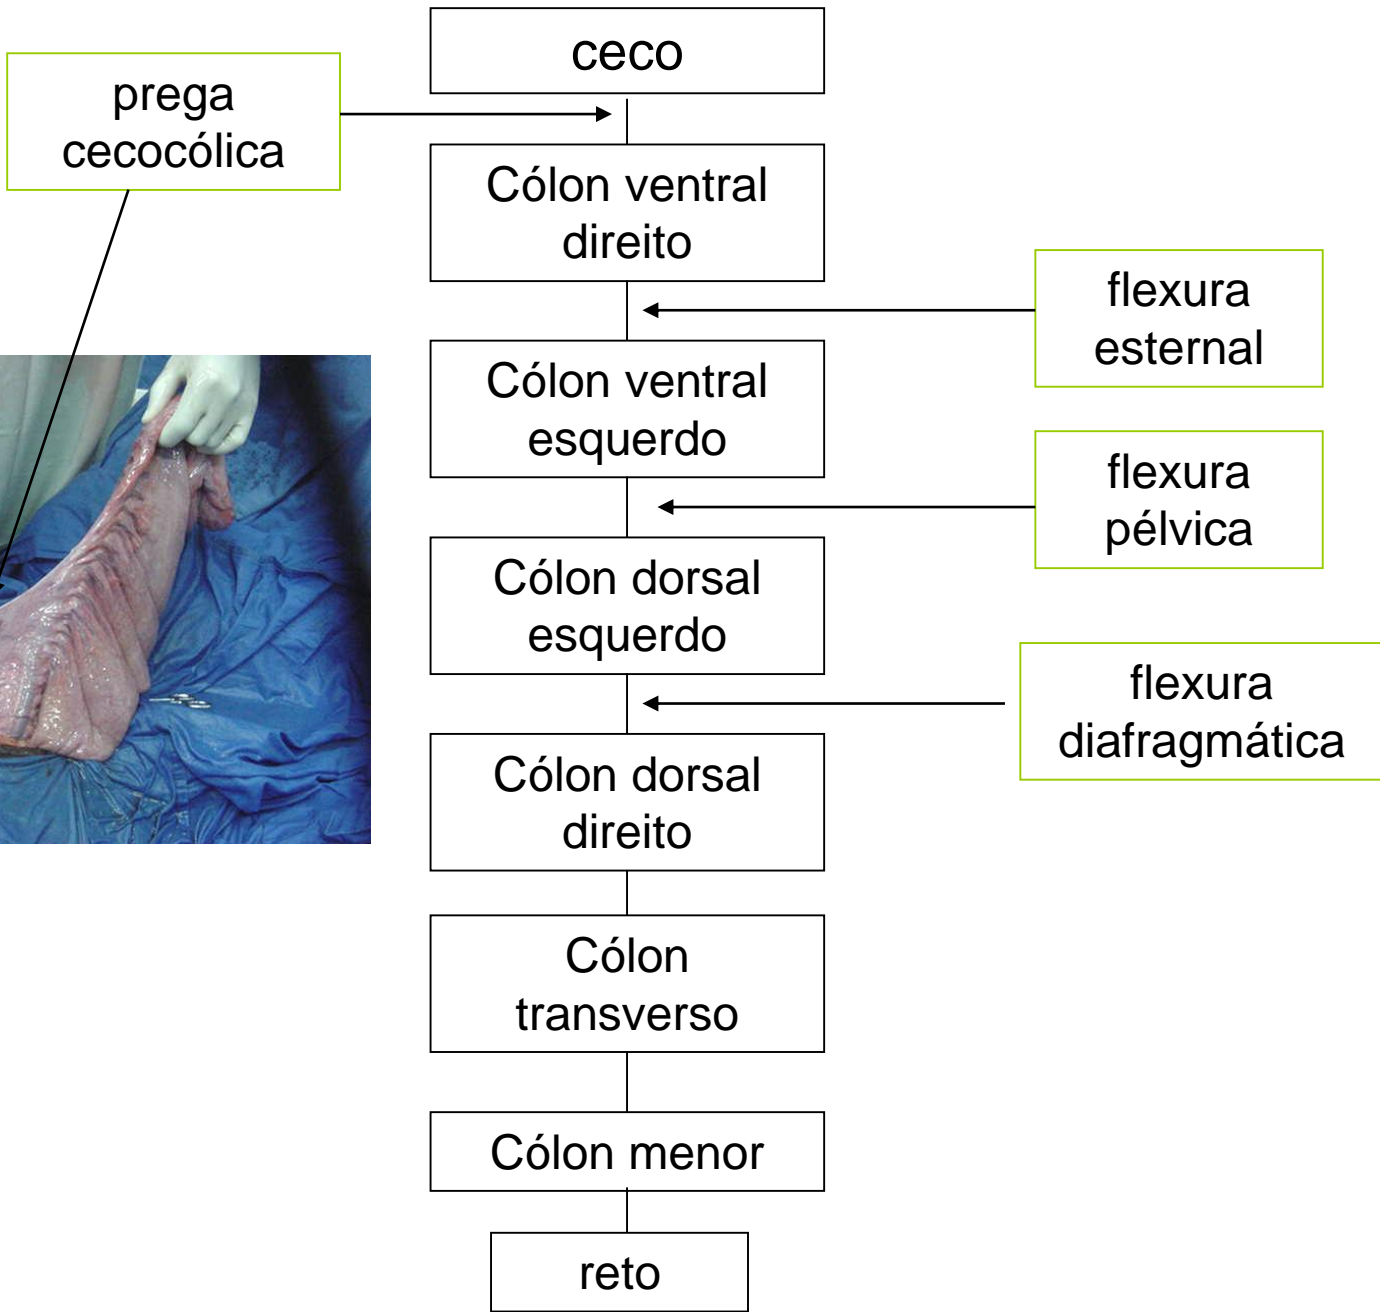 ceco
prega
cecocólica
Cólon ventral
direito
flexura
esternal
Cólon ventral
esquerdo
flexura
pélvica
Cólon dorsal
esquerdo
flexura
diafragmática
Cólon dorsal
direito
Cólon
transverso
Cólon menor
reto